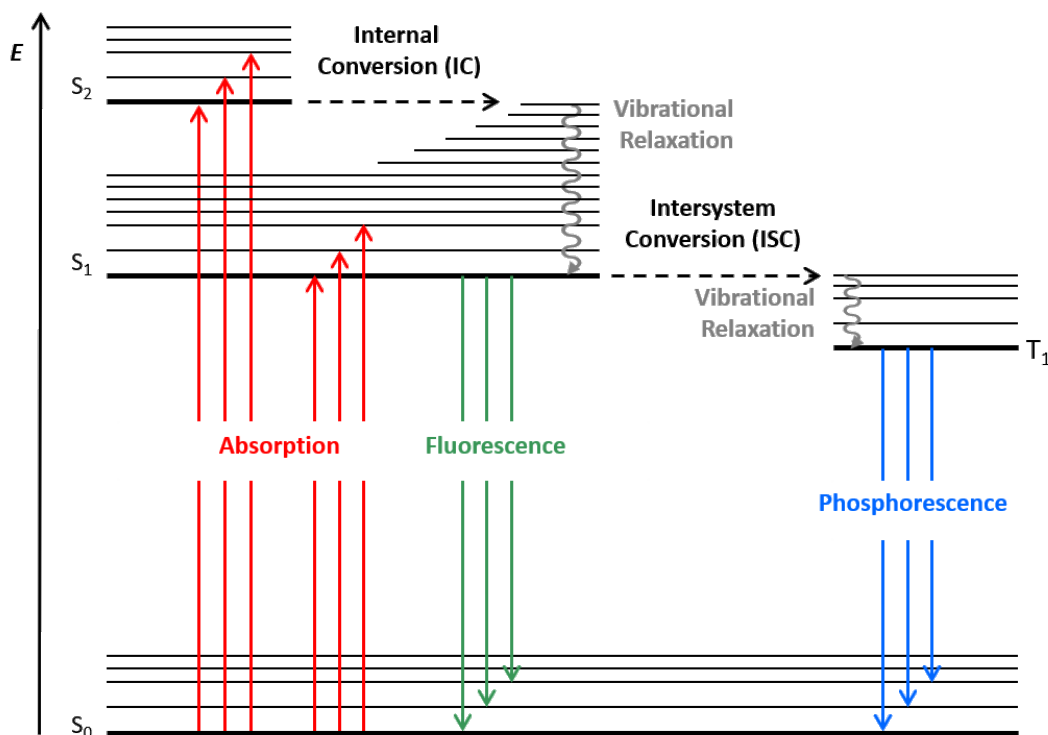 E
Internal
Conversion (IC)
S2
Vibrational
Relaxation
Intersystem
Conversion (ISC)
S1
Vibrational
Relaxation
T1
Absorption
Fluorescence
Phosphorescence
S0